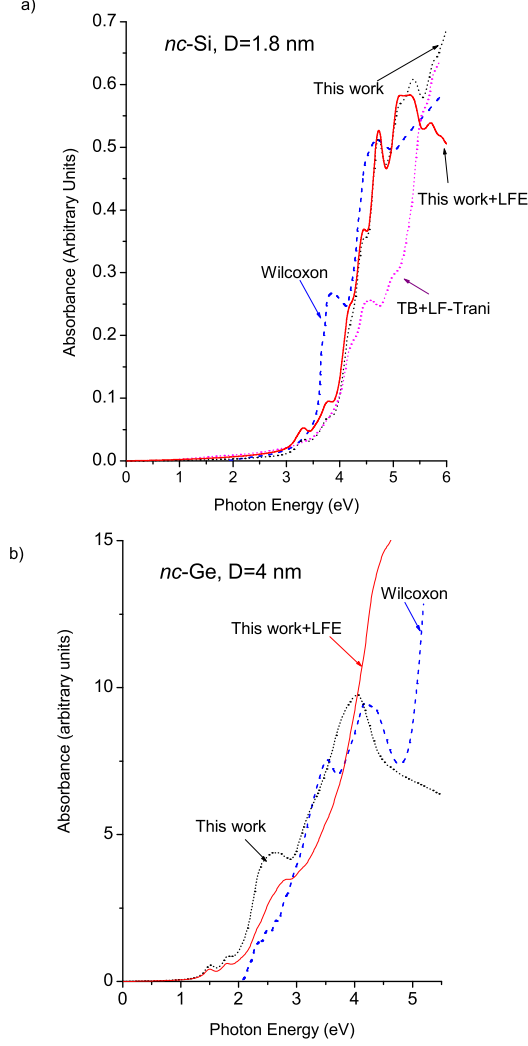 a)
nc-Si, D=1.8 nm
This work
This work+LFE
Wilcoxon
TB+LF-Trani
Absorbance (Arbitrary Units)
0.7
0.6
0.5
0.4
0.3
0.2
0.1
0.0
0 1 2 3 4 5 6
Photon Energy (eV)
b)
nc-Ge, D=4 nm
Wilcoxon
This work+LFE
This work
Absorbance (arbitrary units)
15
10
5
0
0 1 2 3 4 5
Photon Energy (eV)